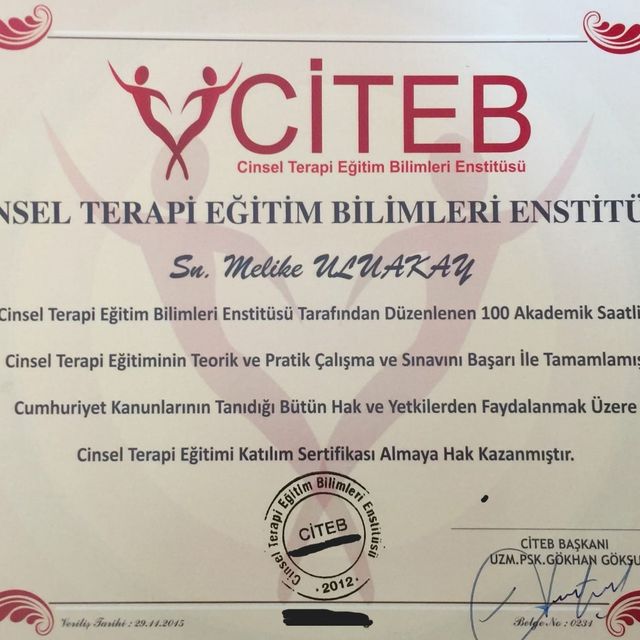 CİTEB
Cinsel Terapi Eğitim Bilimleri Enstitüsü
NSEL TERAPİ EĞİTİM BİLİMLERİ ENSTİTÜ
Sn. Melike ULUAKAY
Cinsel Terapi Eğitim Bilimleri Enstitüsü Tarafından Düzenlenen 100 Akademik Saatli
Cinsel Terapi Eğitiminin Teorik ve Pratik Çalışma ve Sınavını Başarı İle Tamamlamış
Cumhuriyet Kanunlarının Tanıdığı Bütün Hak ve Yetkilerden Faydalanmak Üzere
Cinsel Terapi Eğitimi Katılım Sertifikası Almaya Hak Kazanmıştır.
Cinsel Terapi Eğitim Bilimleri Enstitüsü
CİTEB
2012
CİTEB BAŞKANI
UZM.PSK.GÖKHAN GÖKSU
Veriliş Tarihi : 29.11.2015
Belge No : 0231